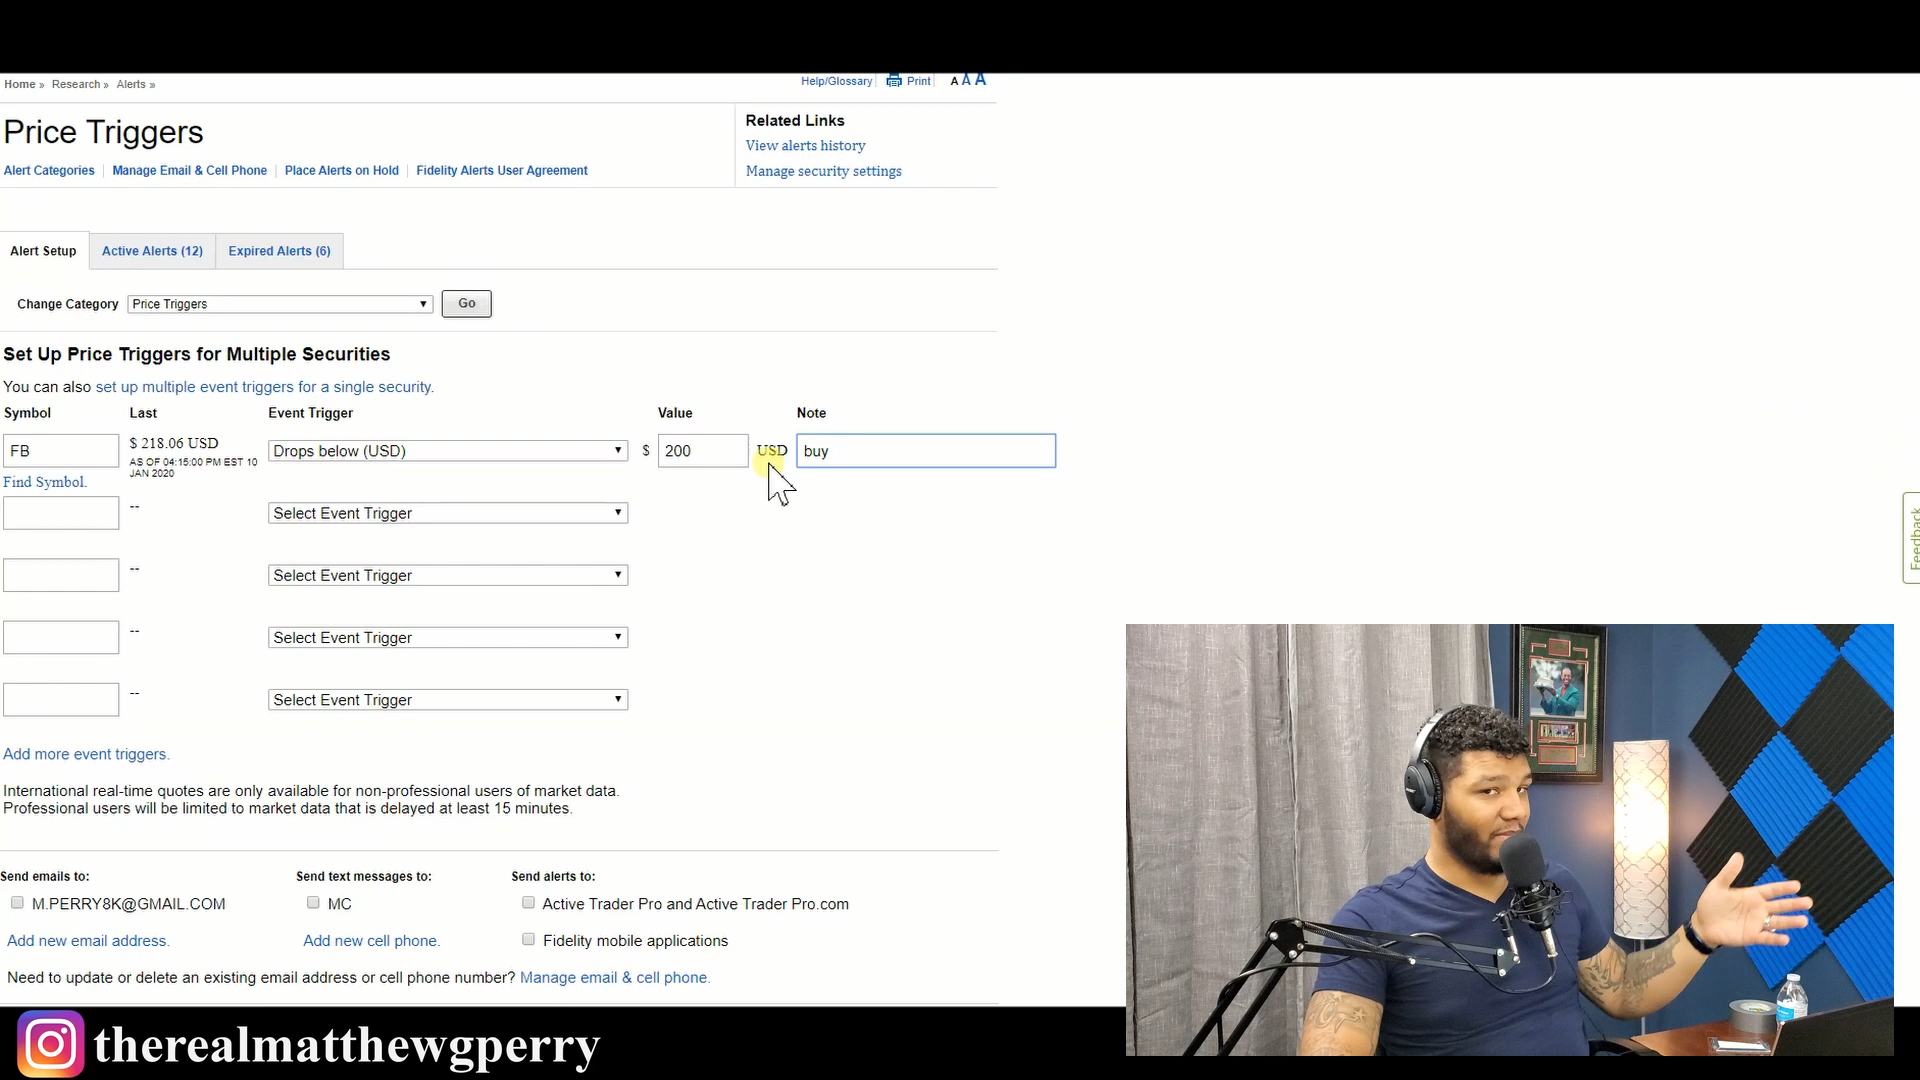 Home » Research » Alerts »
Help/Glossary Print A A A
Price Triggers
Alert Categories Manage Email & Cell Phone Place Alerts on Hold Fidelity Alerts User Agreement
Related Links
View alerts history
Manage security settings
Alert Setup Active Alerts (12) Expired Alerts (6)
Change Category Price Triggers Go
Set Up Price Triggers for Multiple Securities
You can also set up multiple event triggers for a single security.
Symbol Last Event Trigger Value Note
FB $ 218.06 USD Drops below (USD) $ 200 USD buy
AS OF 04:15:00 PM EST 10
JAN 2020
Find Symbol.
-- Select Event Trigger
-- Select Event Trigger
-- Select Event Trigger
-- Select Event Trigger
Add more event triggers.
International real-time quotes are only available for non-professional users of market data.
Professional users will be limited to market data that is delayed at least 15 minutes.
Send emails to: Send text messages to: Send alerts to:
M.PERRY8K@GMAIL.COM MC Active Trader Pro and Active Trader Pro.com
Add new email address. Add new cell phone. Fidelity mobile applications
Need to update or delete an existing email address or cell phone number? Manage email & cell phone.
Feedback
therealmatthewgperry